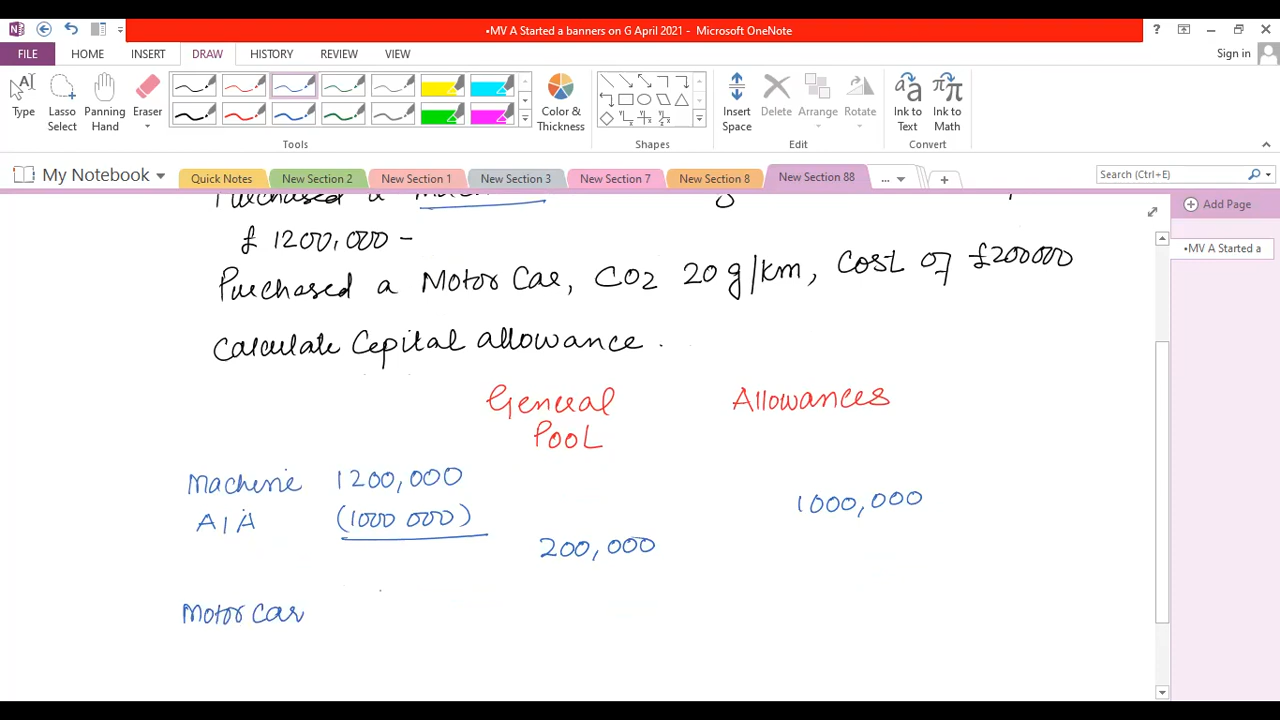 •MV A Started a banners on G April 2021 - Microsoft OneNote
Sign in
FILE HOME INSERT DRAW HISTORY REVIEW VIEW
Type
Lasso Select
Panning Hand
Eraser
Color & Thickness
Insert Space
Delete
Arrange
Rotate
Ink to Text
Ink to Math
Tools
Shapes
Edit
Convert
My Notebook
Quick Notes
New Section 2
New Section 1
New Section 3
New Section 7
New Section 8
New Section 88
...
Search (Ctrl+E)
Add Page
•MV A Started a
Purchased a
£ 1200,000 -
Purchased a Motor Car, CO2 20 g/km, Cost of £200000
Calculate Cepital allowance .
General Allowances
Pool
Machine 1200,000
AIA (1000 000) 1000,000
200,000
Motor Car